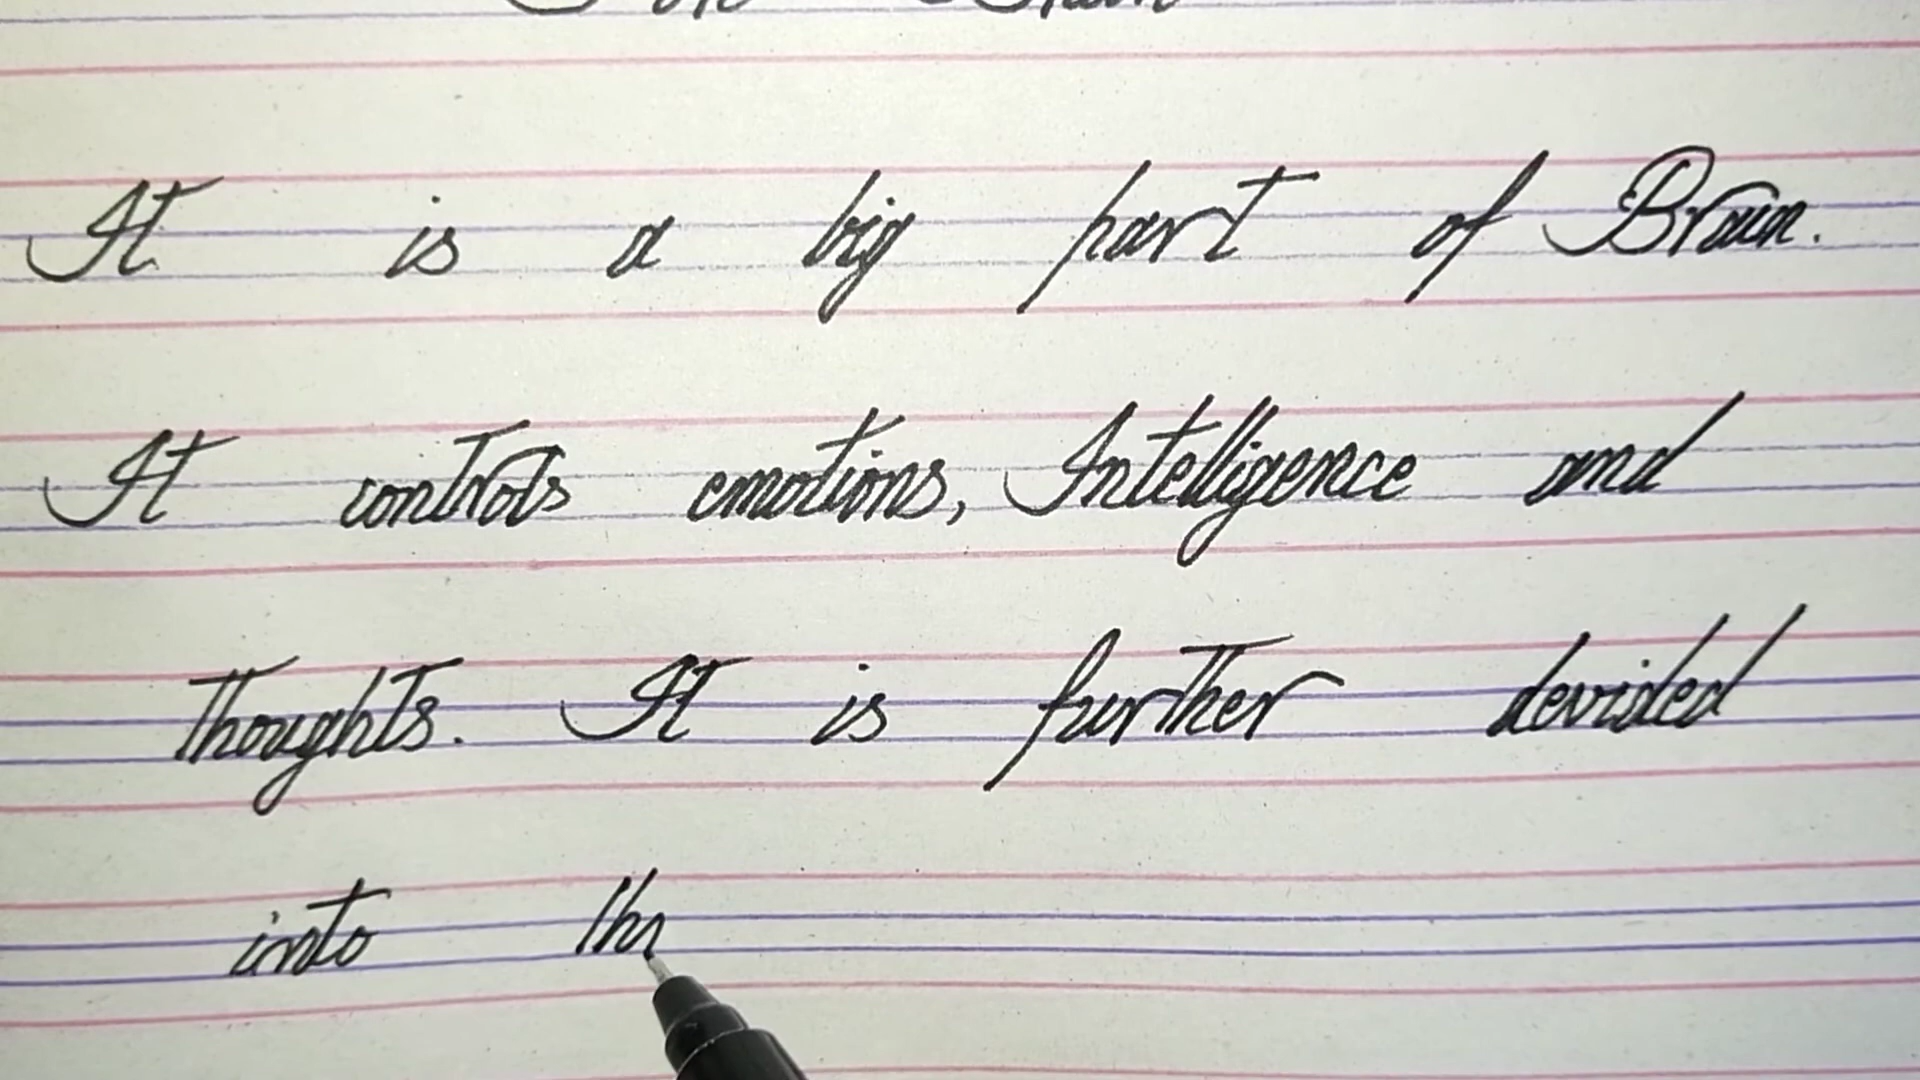 It is a big part of Brain.
It controls emotions, Intelligence and
thoughts. It is further devided
into